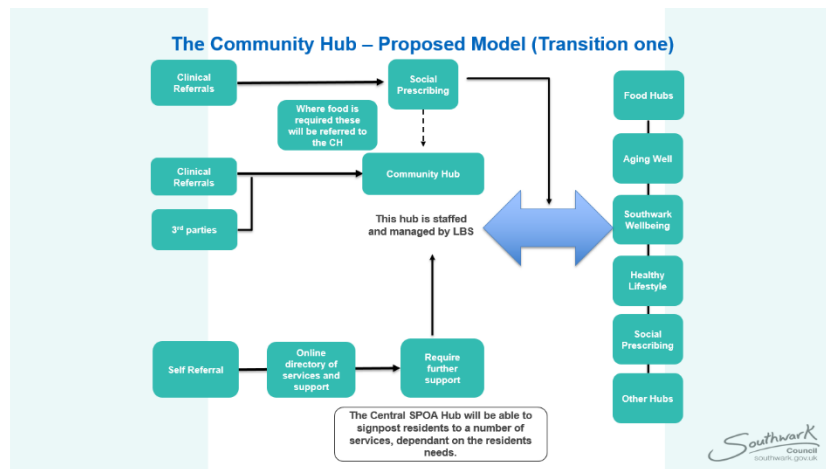 The Community Hub – Proposed Model (Transition one)
Clinical
Referrals
Social
Prescribing
Where food is
required these
will be referred to
the CH
Clinical
Referrals
Community Hub
3rd parties
This hub is staffed
and managed by LBS
Self Referral
Online
directory of
services and
support
Require
further
support
The Central SPOA Hub will be able to
signpost residents to a number of
services, dependant on the residents
needs.
Food Hubs
Aging Well
Southwark
Wellbeing
Healthy
Lifestyle
Social
Prescribing
Other Hubs
Southwark
Council
southwark.gov.uk